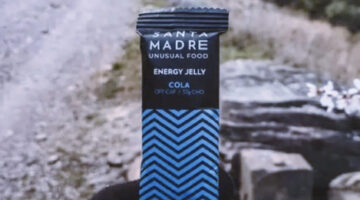 SANTA
MADRE
UNUSUAL FOOD
ENERGY JELLY
COLA